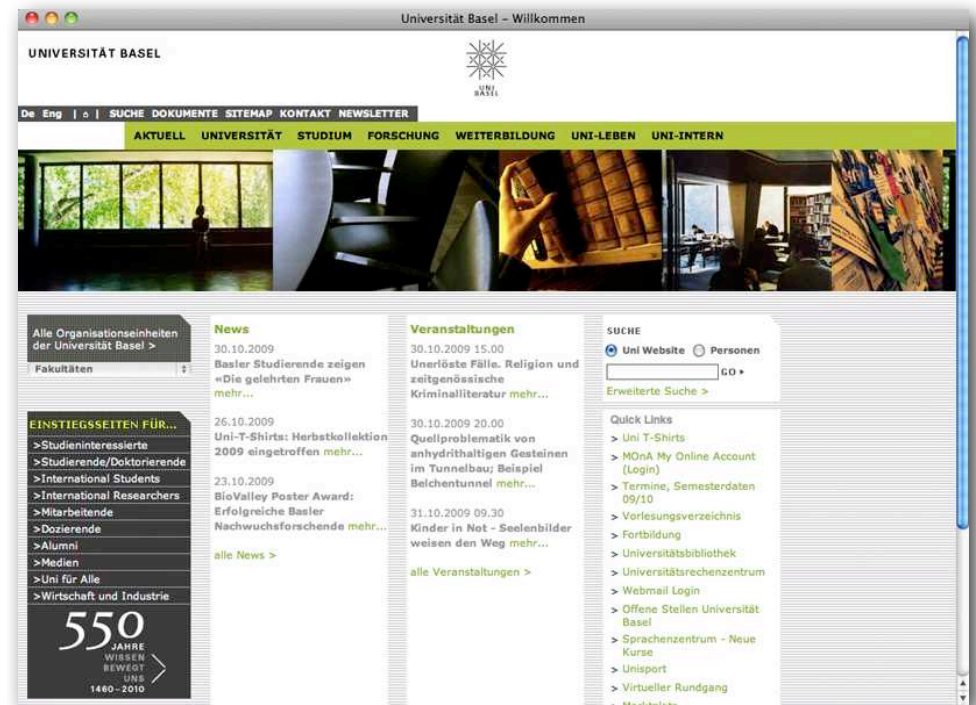 Universität Basel – Willkommen
UNIVERSITÄT BASEL
UNI
BASEL
De Eng | | SUCHE DOKUMENTE SITEMAP KONTAKT NEWSLETTER
AKTUELL UNIVERSITÄT STUDIUM FORSCHUNG WEITERBILDUNG UNI-LEBEN UNI-INTERN
Alle Organisationseinheiten
der Universität Basel >
Fakultäten
EINSTIEGSSEITEN FÜR...
>Studieninteressierte
>Studierende/Doktorierende
>International Students
>International Researchers
>Mitarbeitende
>Dozierende
>Alumni
>Medien
>Uni für Alle
>Wirtschaft und Industrie
550
JAHRE
WISSEN
BEWEGT
UNS
1460–2010
News
30.10.2009
Basler Studierende zeigen
«Die gelehrten Frauen»
mehr...
26.10.2009
Uni-T-Shirts: Herbstkollektion
2009 eingetroffen mehr...
23.10.2009
BioValley Poster Award:
Erfolgreiche Basler
Nachwuchsforschende mehr...
alle News >
Veranstaltungen
30.10.2009 15.00
Unerlöste Fälle. Religion und
zeitgenössische
Kriminalliteratur mehr...
30.10.2009 20.00
Quellproblematik von
anhydrithaltigen Gesteinen
im Tunnelbau; Beispiel
Belchentunnel mehr...
31.10.2009 09.30
Kinder in Not - Seelenbilder
weisen den Weg mehr...
alle Veranstaltungen >
SUCHE
Uni Website Personen
GO
Erweiterte Suche >
Quick Links
> Uni T-Shirts
> MOnA My Online Account
(Login)
> Termine, Semesterdaten
09/10
> Vorlesungsverzeichnis
> Fortbildung
> Universitätsbibliothek
> Universitätsrechenzentrum
> Webmail Login
> Offene Stellen Universität
Basel
> Sprachenzentrum - Neue
Kurse
> Unisport
> Virtueller Rundgang